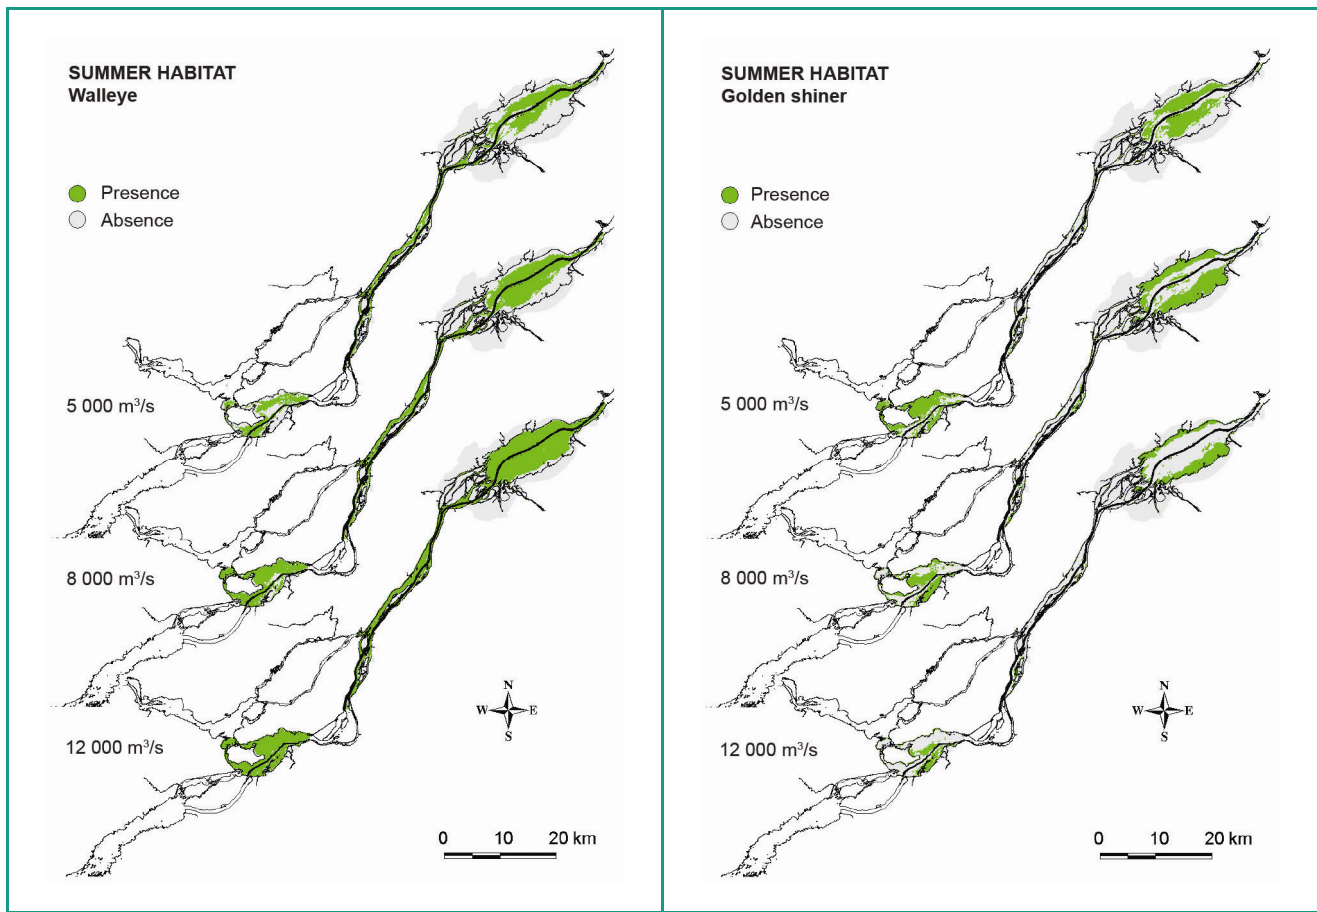 SUMMER HABITAT
Walleye
Presence
Absence
5 000 m³/s
8 000 m³/s
12 000 m³/s
N
W E
S
0 10 20 km
SUMMER HABITAT
Golden shiner
Presence
Absence
5 000 m³/s
8 000 m³/s
12 000 m³/s
N
W E
S
0 10 20 km